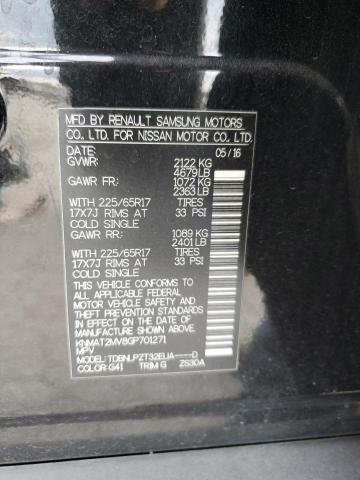 MFD BY RENAULT SAMSUNG MOTORS
CO. LTD. FOR NISSAN MOTOR CO., LTD.
DATE: 05/16
GVWR: 2122 KG
4679LB
GAWR FR: 1072 KG
2363LB
WITH 225/65R17 TIRES
17X7J RIMS AT 33 PSI
COLD SINGLE
GAWR RR: 1089 KG
2401LB
WITH 225/65R17 TIRES
17X7J RIMS AT 33 PSI
COLD SINGLE
THIS VEHICLE CONFORMS TO ALL
APPLICABLE FEDERAL MOTOR
VEHICLE SAFETY AND THEFT
PREVENTION STANDARDS IN EFFECT
ON THE DATE OF MANUFACTURE
SHOWN ABOVE
KNMAT2MV8GP701271
MPV
MODEL:TDBNLPZT32EUA----D
COLOR:G41 TRIM:G ZS30A